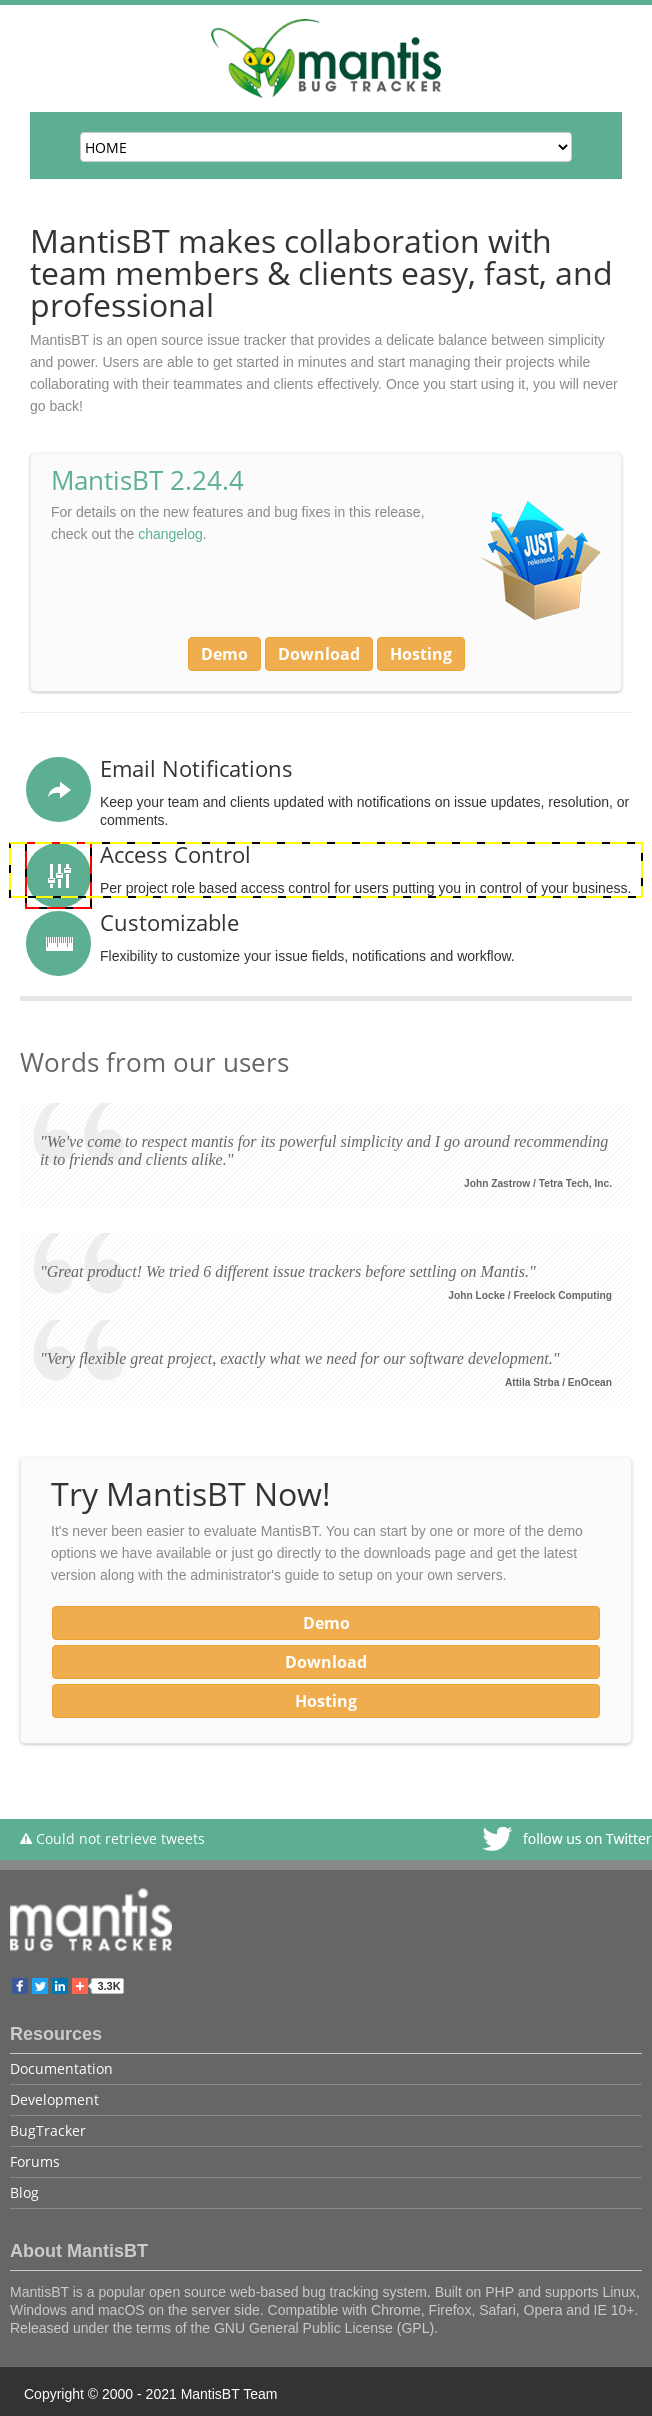 mantis
BUG TRACKER
HOME
MantisBT makes collaboration with
team members & clients easy, fast, and
professional
MantisBT is an open source issue tracker that provides a delicate balance between simplicity
and power. Users are able to get started in minutes and start managing their projects while
collaborating with their teammates and clients effectively. Once you start using it, you will never
go back!
MantisBT 2.24.4
For details on the new features and bug fixes in this release,
check out the changelog.
JUST
released
Demo Download Hosting
Email Notifications
Keep your team and clients updated with notifications on issue updates, resolution, or
comments.
Access Control
Per project role based access control for users putting you in control of your business.
Customizable
Flexibility to customize your issue fields, notifications and workflow.
Words from our users
"We've come to respect mantis for its powerful simplicity and I go around recommending
it to friends and clients alike."
John Zastrow / Tetra Tech, Inc.
"Great product! We tried 6 different issue trackers before settling on Mantis."
John Locke / Freelock Computing
"Very flexible great project, exactly what we need for our software development."
Attila Strba / EnOcean
Try MantisBT Now!
It's never been easier to evaluate MantisBT. You can start by one or more of the demo
options we have available or just go directly to the downloads page and get the latest
version along with the administrator's guide to setup on your own servers.
Demo
Download
Hosting
Could not retrieve tweets
follow us on Twitter
mantis
BUG TRACKER
3.3K
Resources
Documentation
Development
BugTracker
Forums
Blog
About MantisBT
MantisBT is a popular open source web-based bug tracking system. Built on PHP and supports Linux,
Windows and macOS on the server side. Compatible with Chrome, Firefox, Safari, Opera and IE 10+.
Released under the terms of the GNU General Public License (GPL).
Copyright © 2000 - 2021 MantisBT Team